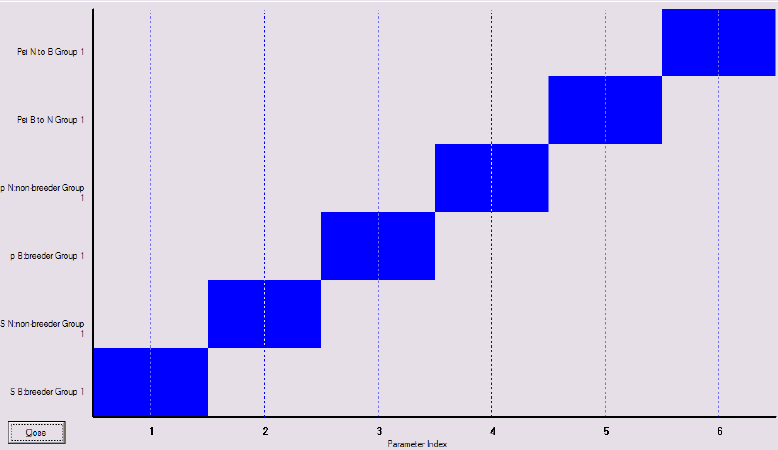 Psi N to B Group 1
Psi B to N Group 1
p N:non-breeder Group
1
p B:breeder Group 1
S N:non-breeder Group
1
S B:breeder Group 1
Close
1 2 3 4 5 6
Parameter Index